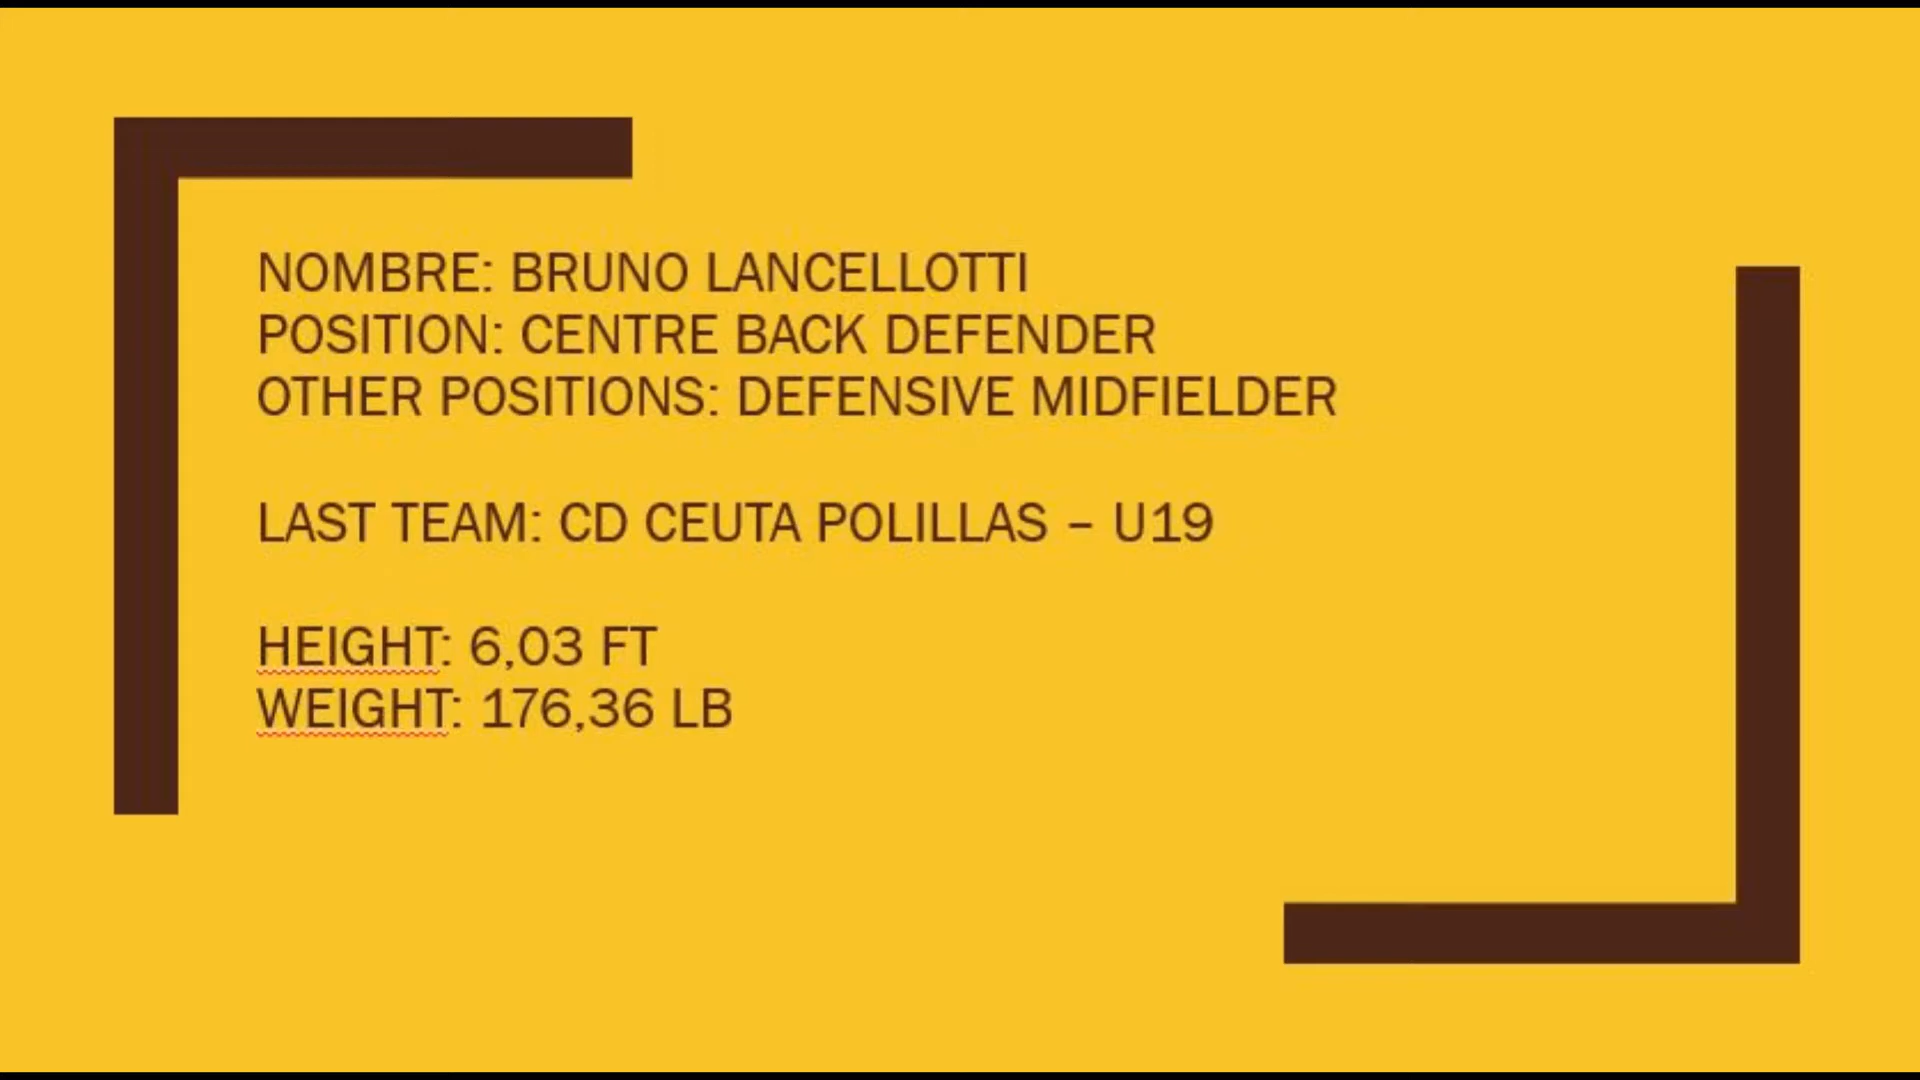 NOMBRE: BRUNO LANCELLOTTI
POSITION: CENTRE BACK DEFENDER
OTHER POSITIONS: DEFENSIVE MIDFIELDER
LAST TEAM: CD CEUTA POLILLAS – U19
HEIGHT: 6,03 FT
WEIGHT: 176,36 LB